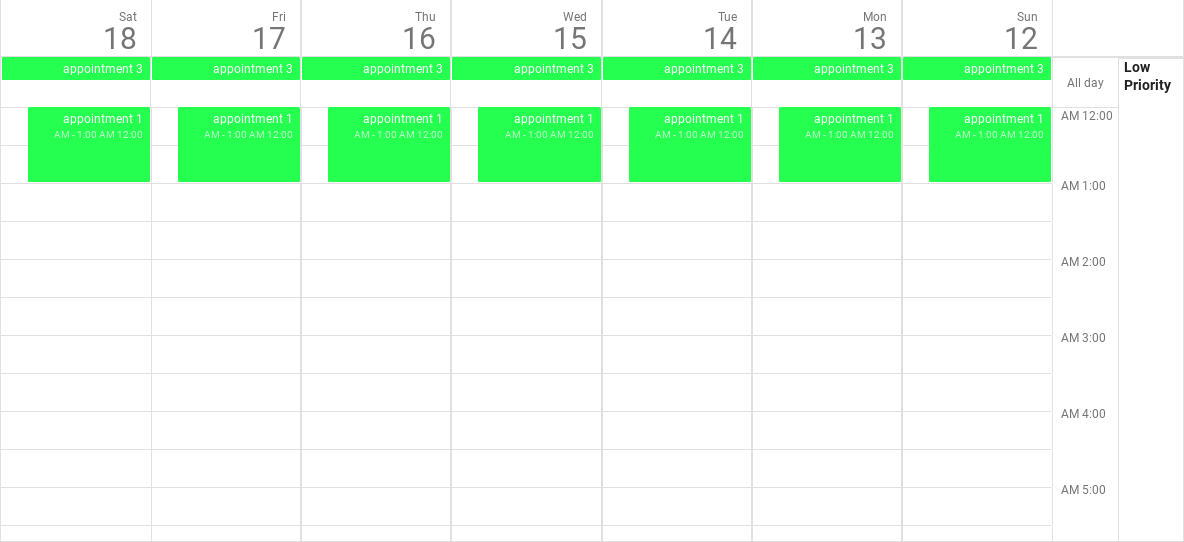 Sat
Fri
Thu
Wed
Tue
Mon
Sun
18
17
16
15
14
13
12
appointment 3
appointment 3
appointment 3
appointment 3
appointment 3
appointment 3
appointment 3
All day
Low
Priority
appointment 1
AM - 1:00 AM 12:00
appointment 1
AM - 1:00 AM 12:00
appointment 1
AM - 1:00 AM 12:00
appointment 1
AM - 1:00 AM 12:00
appointment 1
AM - 1:00 AM 12:00
appointment 1
AM - 1:00 AM 12:00
appointment 1
AM - 1:00 AM 12:00
AM 12:00
AM 1:00
AM 2:00
AM 3:00
AM 4:00
AM 5:00